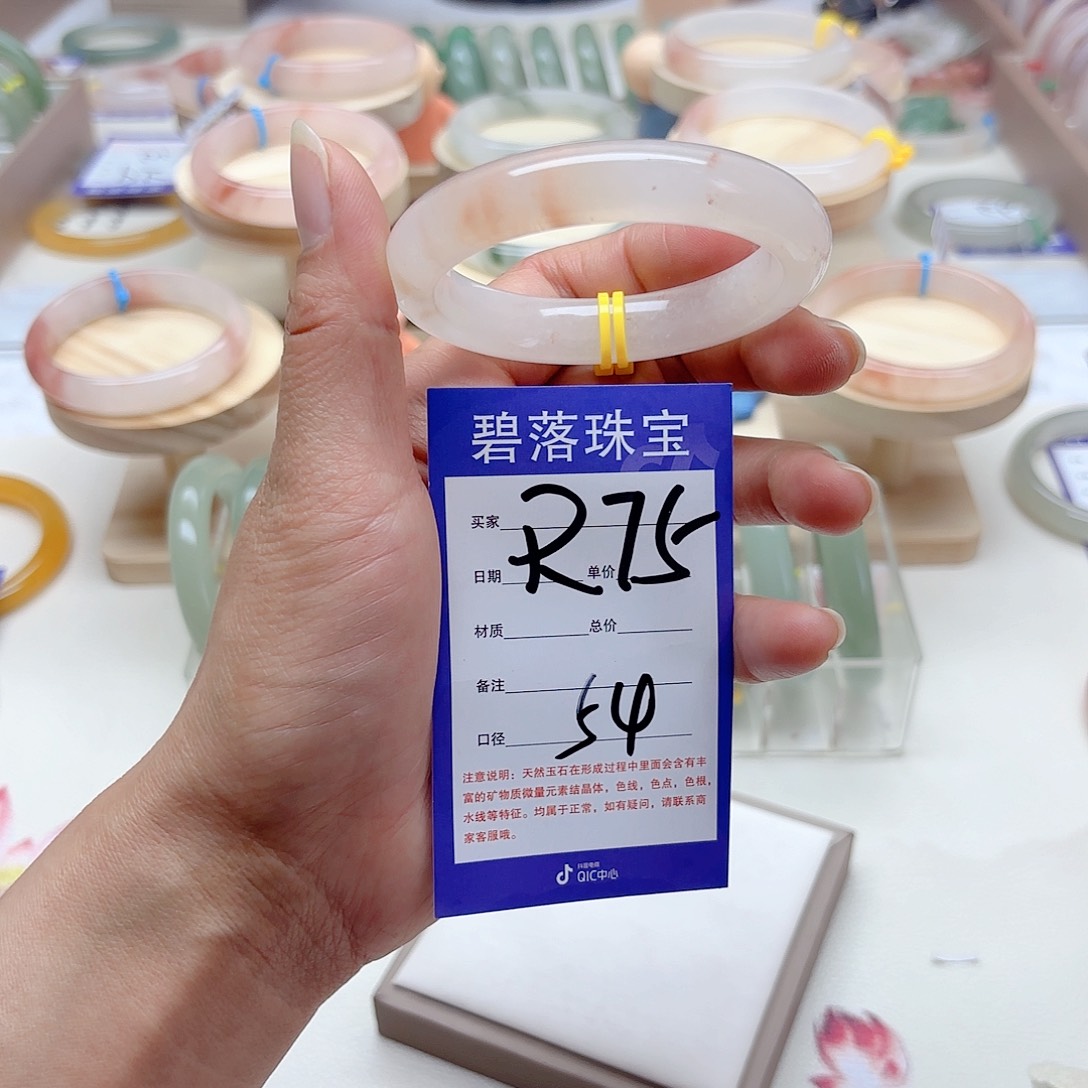 碧落珠宝
买家 R75
日期 单价
材质 总价
备注
口径 54
注意说明：天然玉石在形成过程中里面会含有丰
富的矿物质微量元素结晶体，色线，色点，色根，
水线等特征。均属于正常，如有疑问，请联系商
家客服哦。
抖音电商
QIC中心